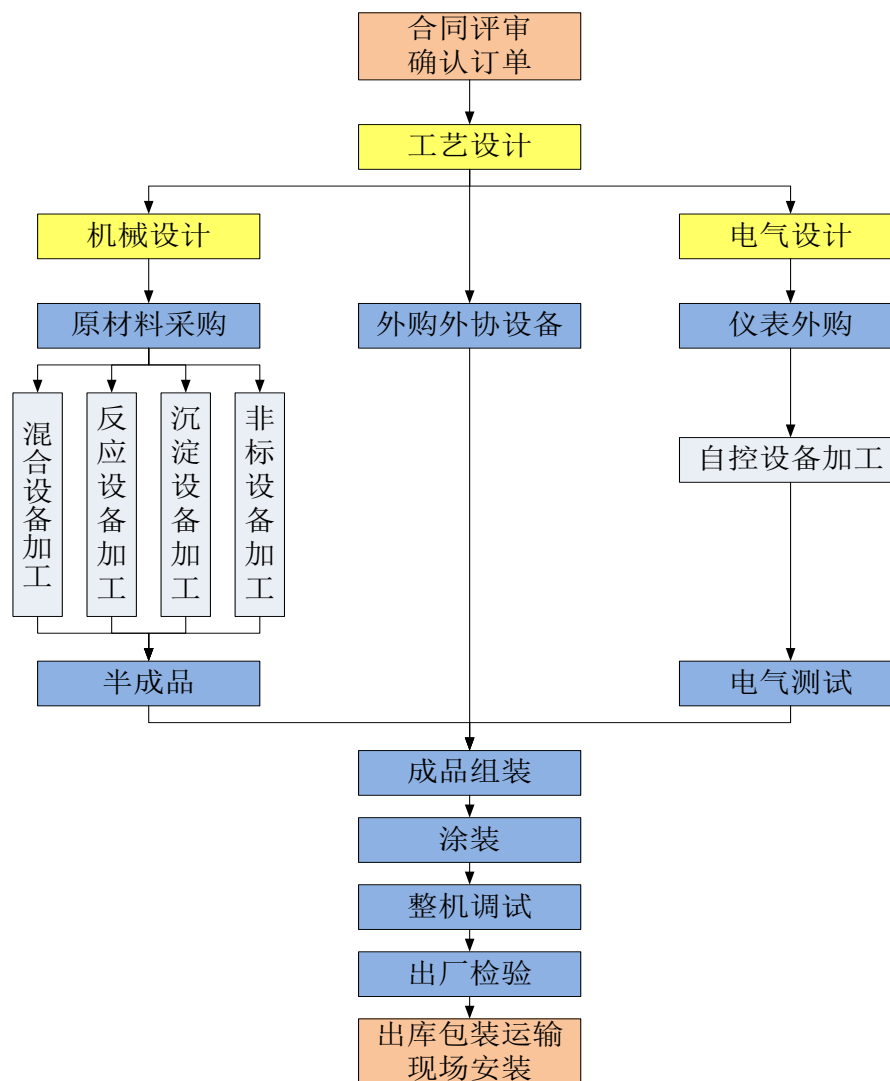 合同评审
确认订单
工艺设计
机械设计
电气设计
原材料采购
外购外协设备
仪表外购
混合设备加工
反应设备加工
沉淀设备加工
非标设备加工
自控设备加工
半成品
电气测试
成品组装
涂装
整机调试
出厂检验
出库包装运输
现场安装